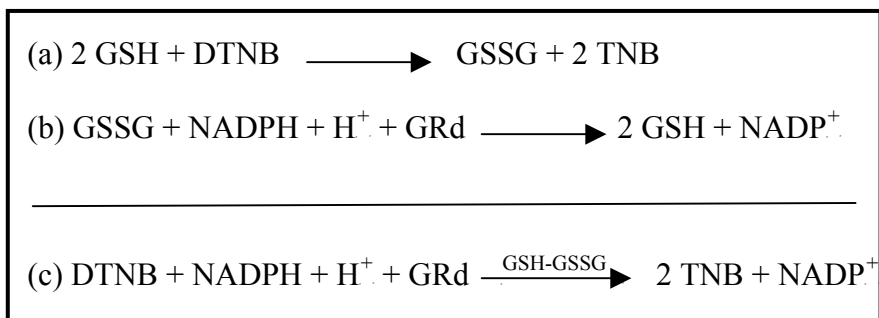 (a) 2 GSH + DTNB ⟶ GSSG + 2 TNB
(b) GSSG + NADPH + H⁺ + GRd ⟶ 2 GSH + NADP⁺
(c) DTNB + NADPH + H⁺ + GRd GSH-GSSG ⟶ 2 TNB + NADP⁺